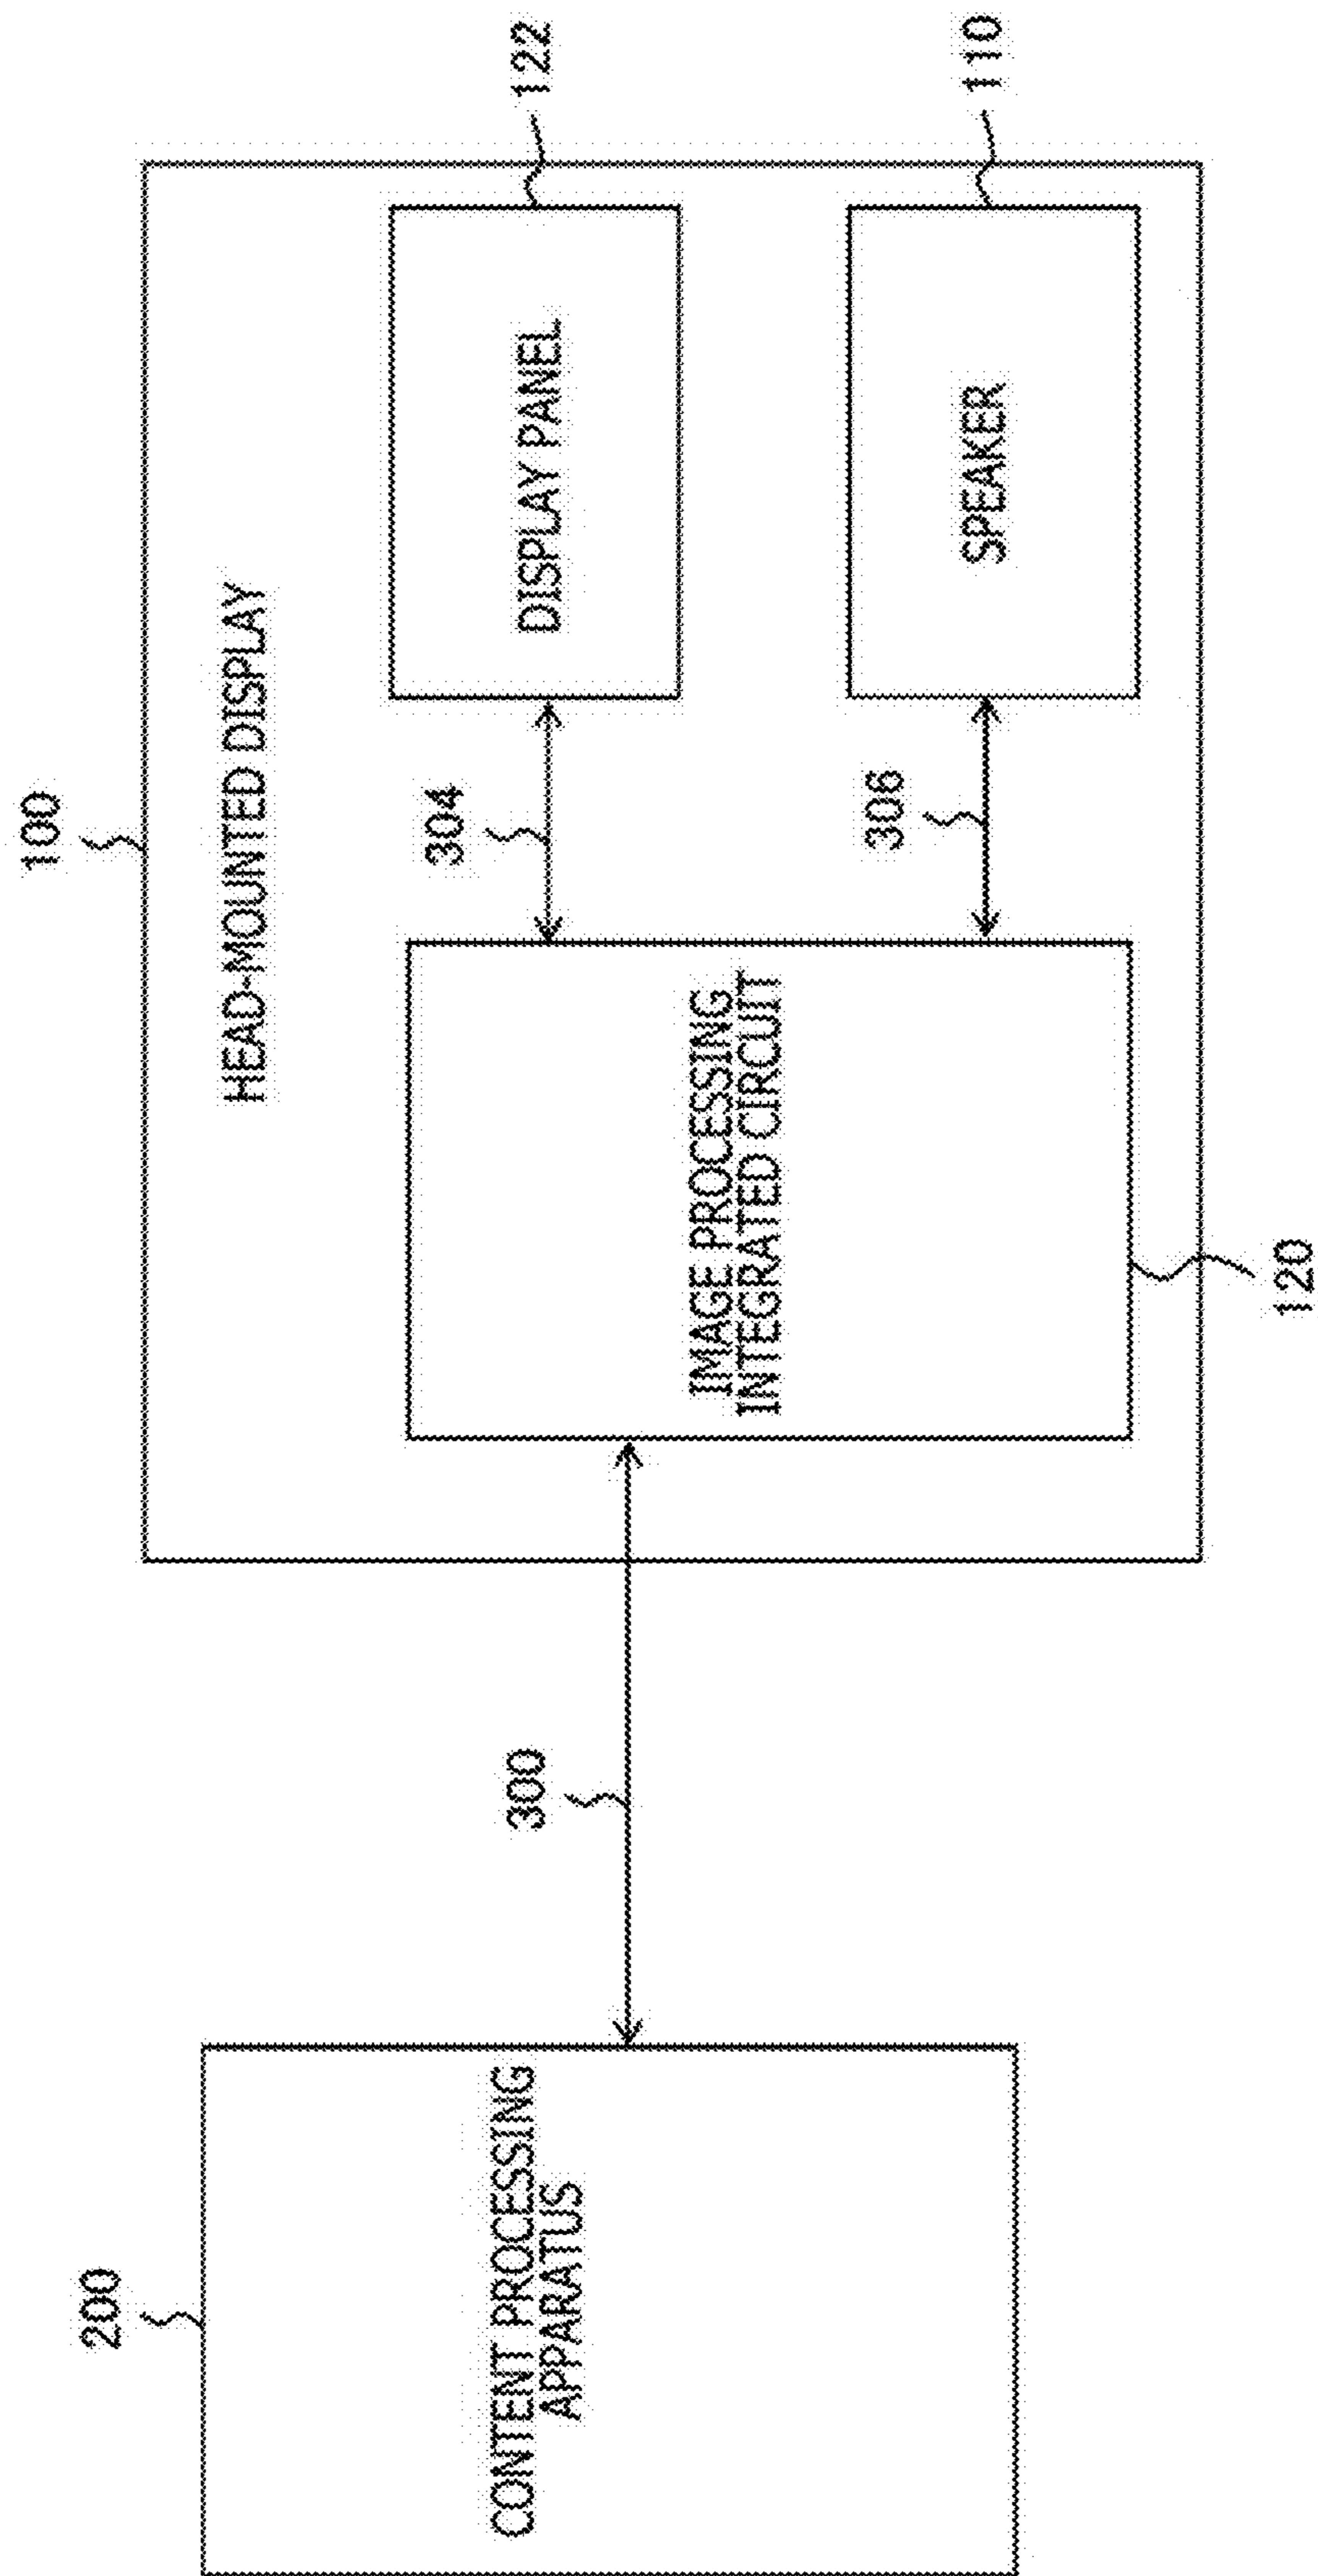 200
CONTENT PROCESSING
APPARATUS
300
100
HEAD-MOUNTED DISPLAY
IMAGE PROCESSING
INTEGRATED CIRCUIT
120
304
306
DISPLAY PANEL
122
SPEAKER
110